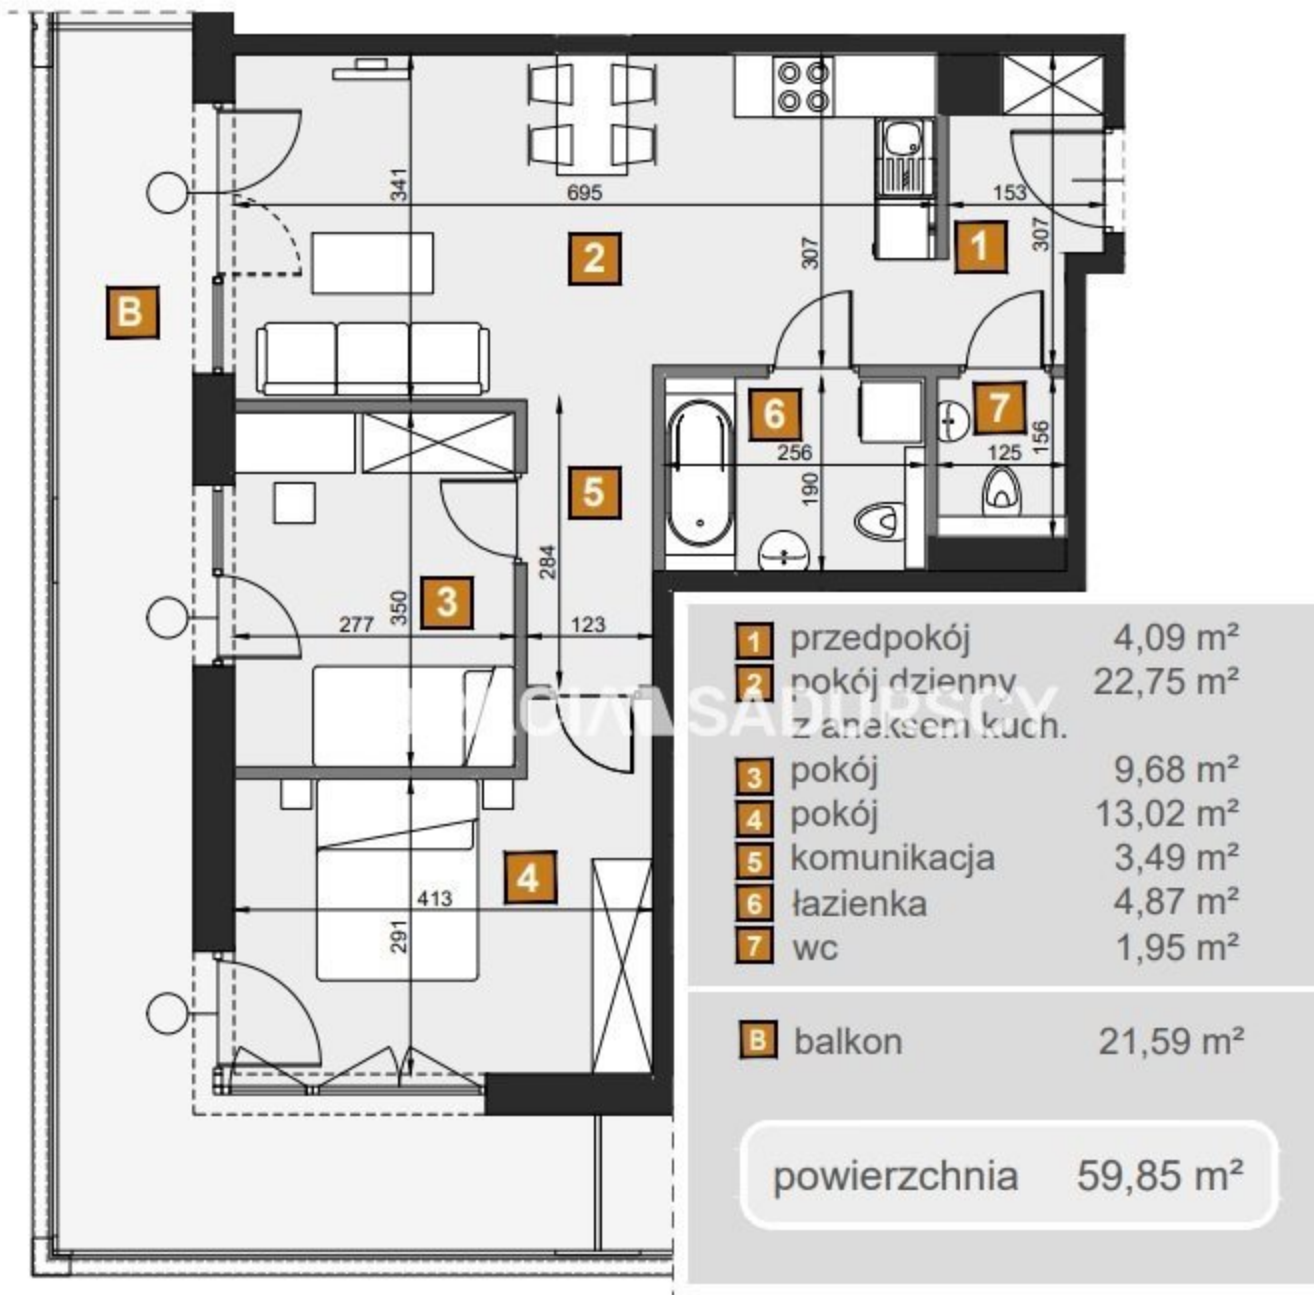 341
695
153
2
1
307
307
B
6
7
256
125
156
190
5
284
3
350
277
123
4
413
291
1 przedpokój 4,09 m²
2 pokój dzienny 22,75 m²
z aneksem kuch.
3 pokój 9,68 m²
4 pokój 13,02 m²
5 komunikacja 3,49 m²
6 łazienka 4,87 m²
7 wc 1,95 m²
B balkon 21,59 m²
powierzchnia 59,85 m²